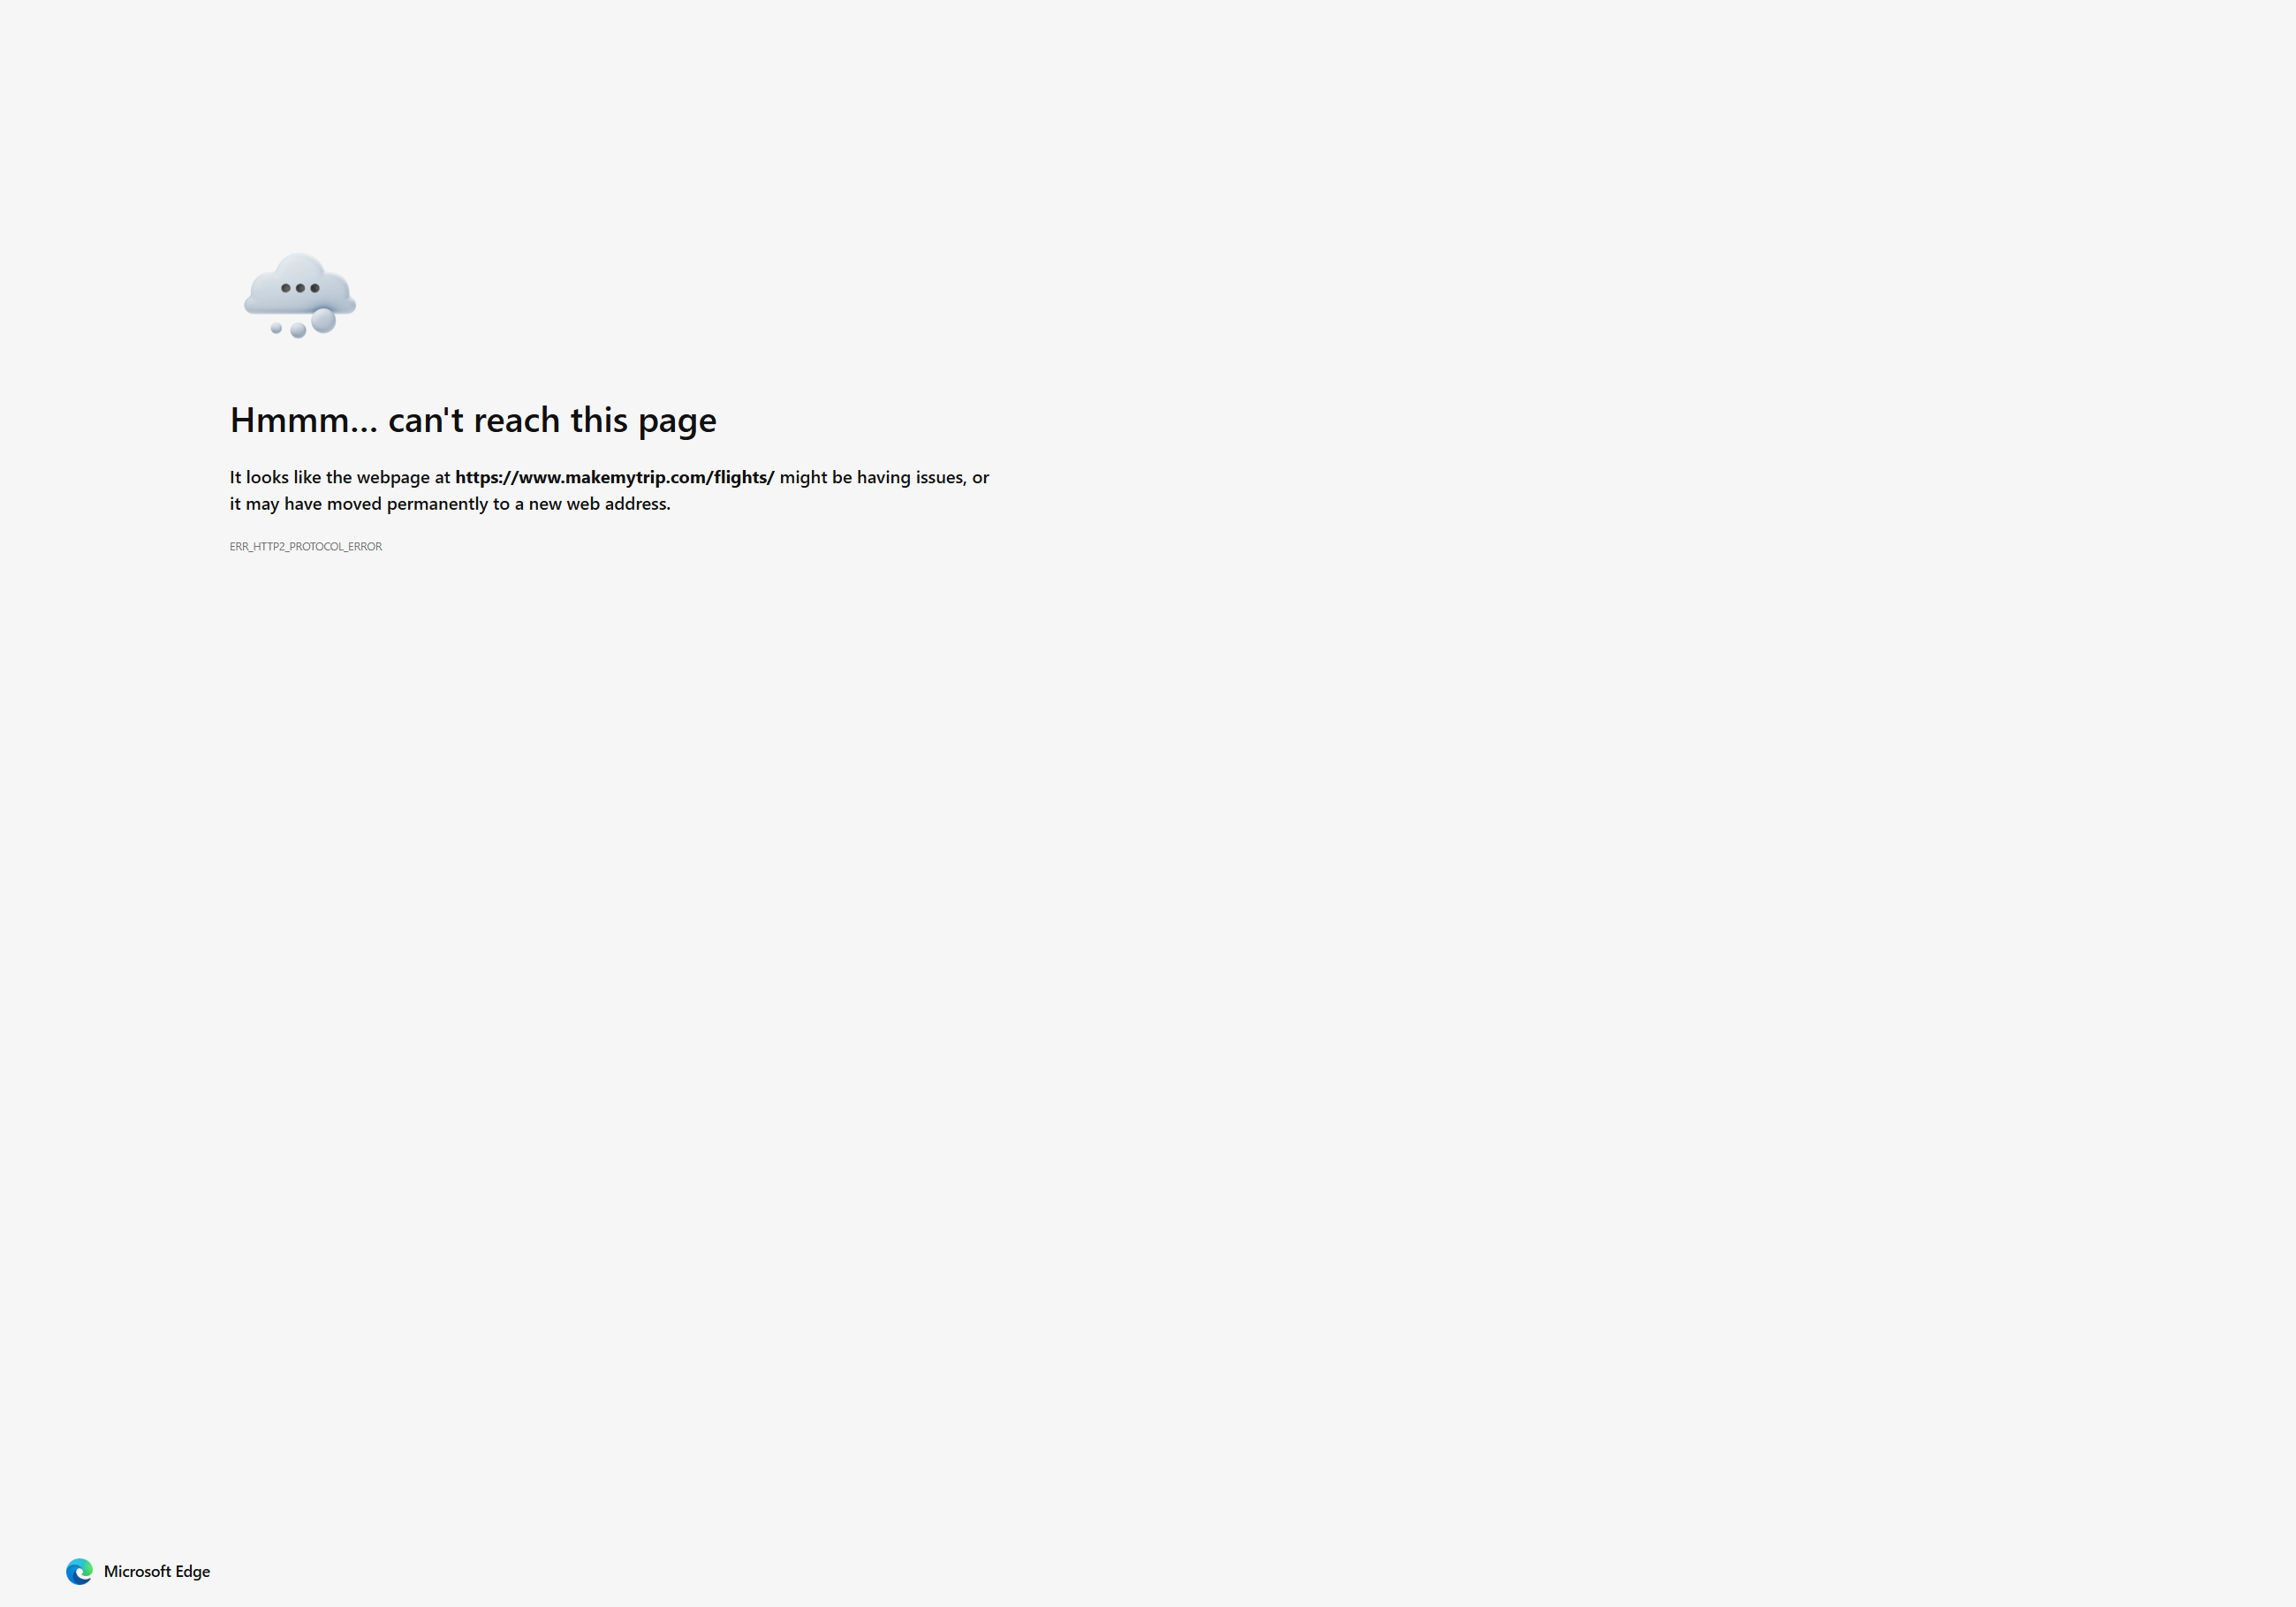 Hmmm... can't reach this page
It looks like the webpage at https://www.makemytrip.com/flights/ might be having issues, or
it may have moved permanently to a new web address.
ERR_HTTP2_PROTOCOL_ERROR
Microsoft Edge